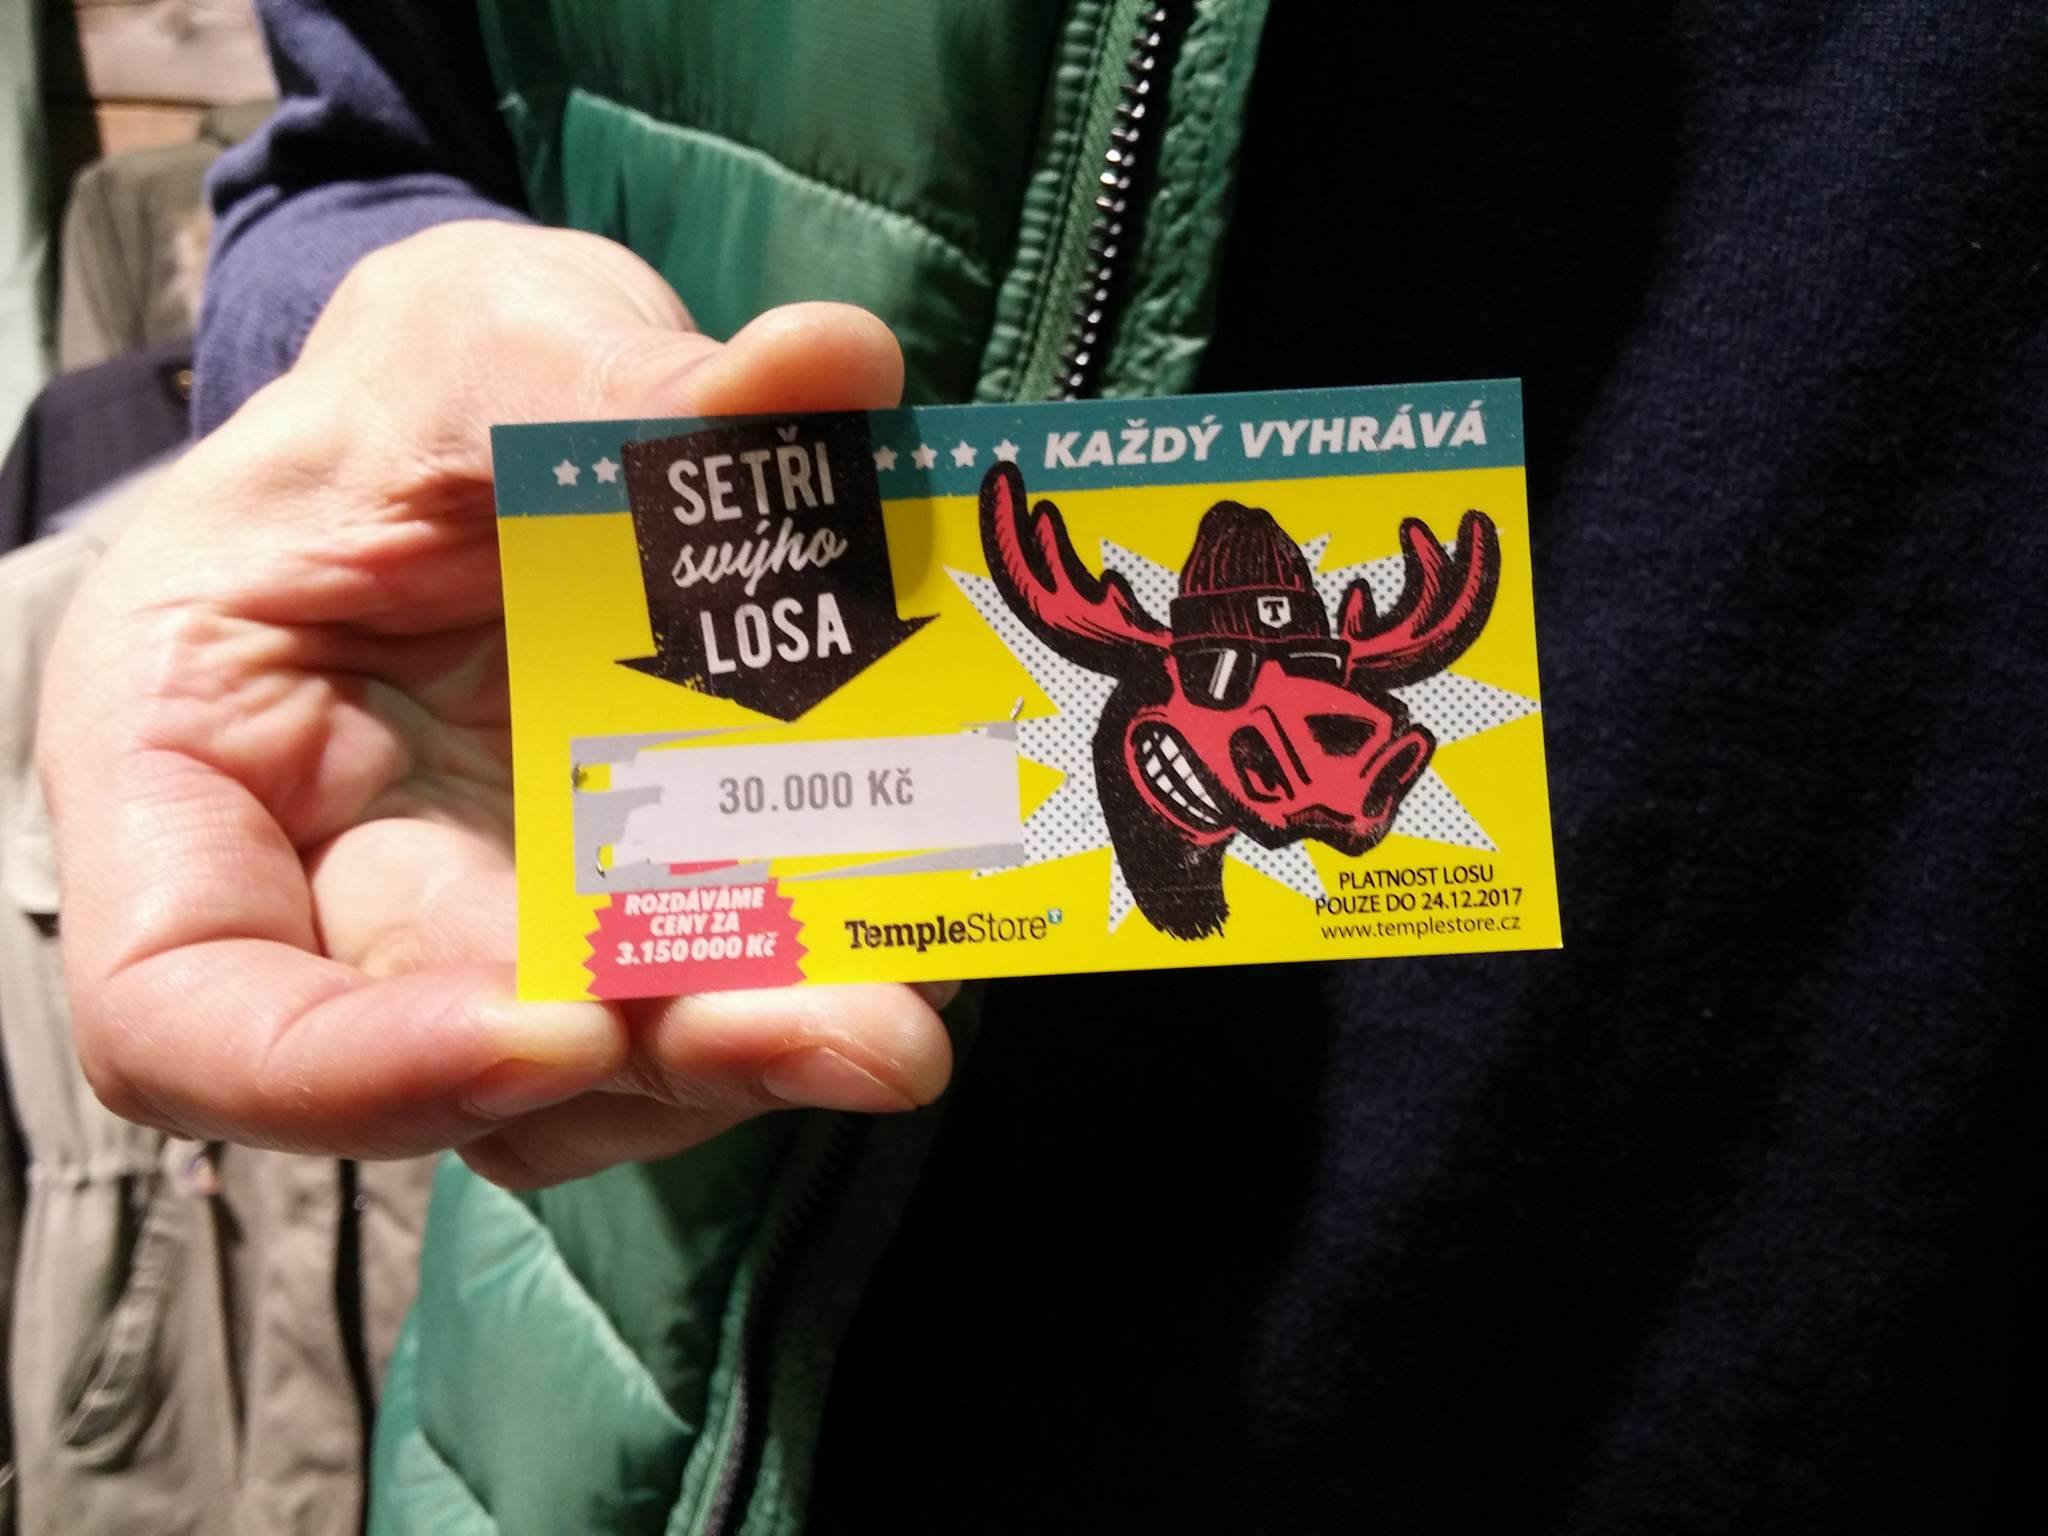 KAŽDÝ VYHRÁVÁ
SETŘI
svýho
LOSA
T
30.000 Kč
ROZDÁVÁME
CENY ZA
3.150 000 Kč
TempleStore T
PLATNOST LOSU
POUZE DO 24.12.2017
www.templestore.cz